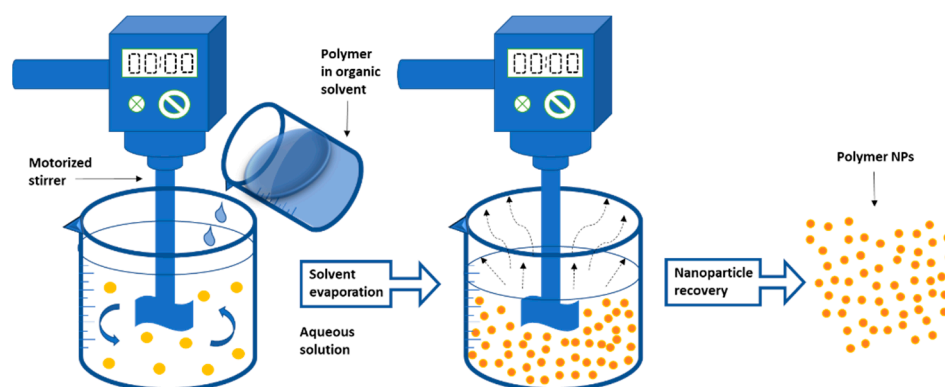 00:00
Polymer
in organic
solvent
Motorized
stirrer
Solvent
evaporation
Aqueous
solution
00:00
Nanoparticle
recovery
Polymer NPs